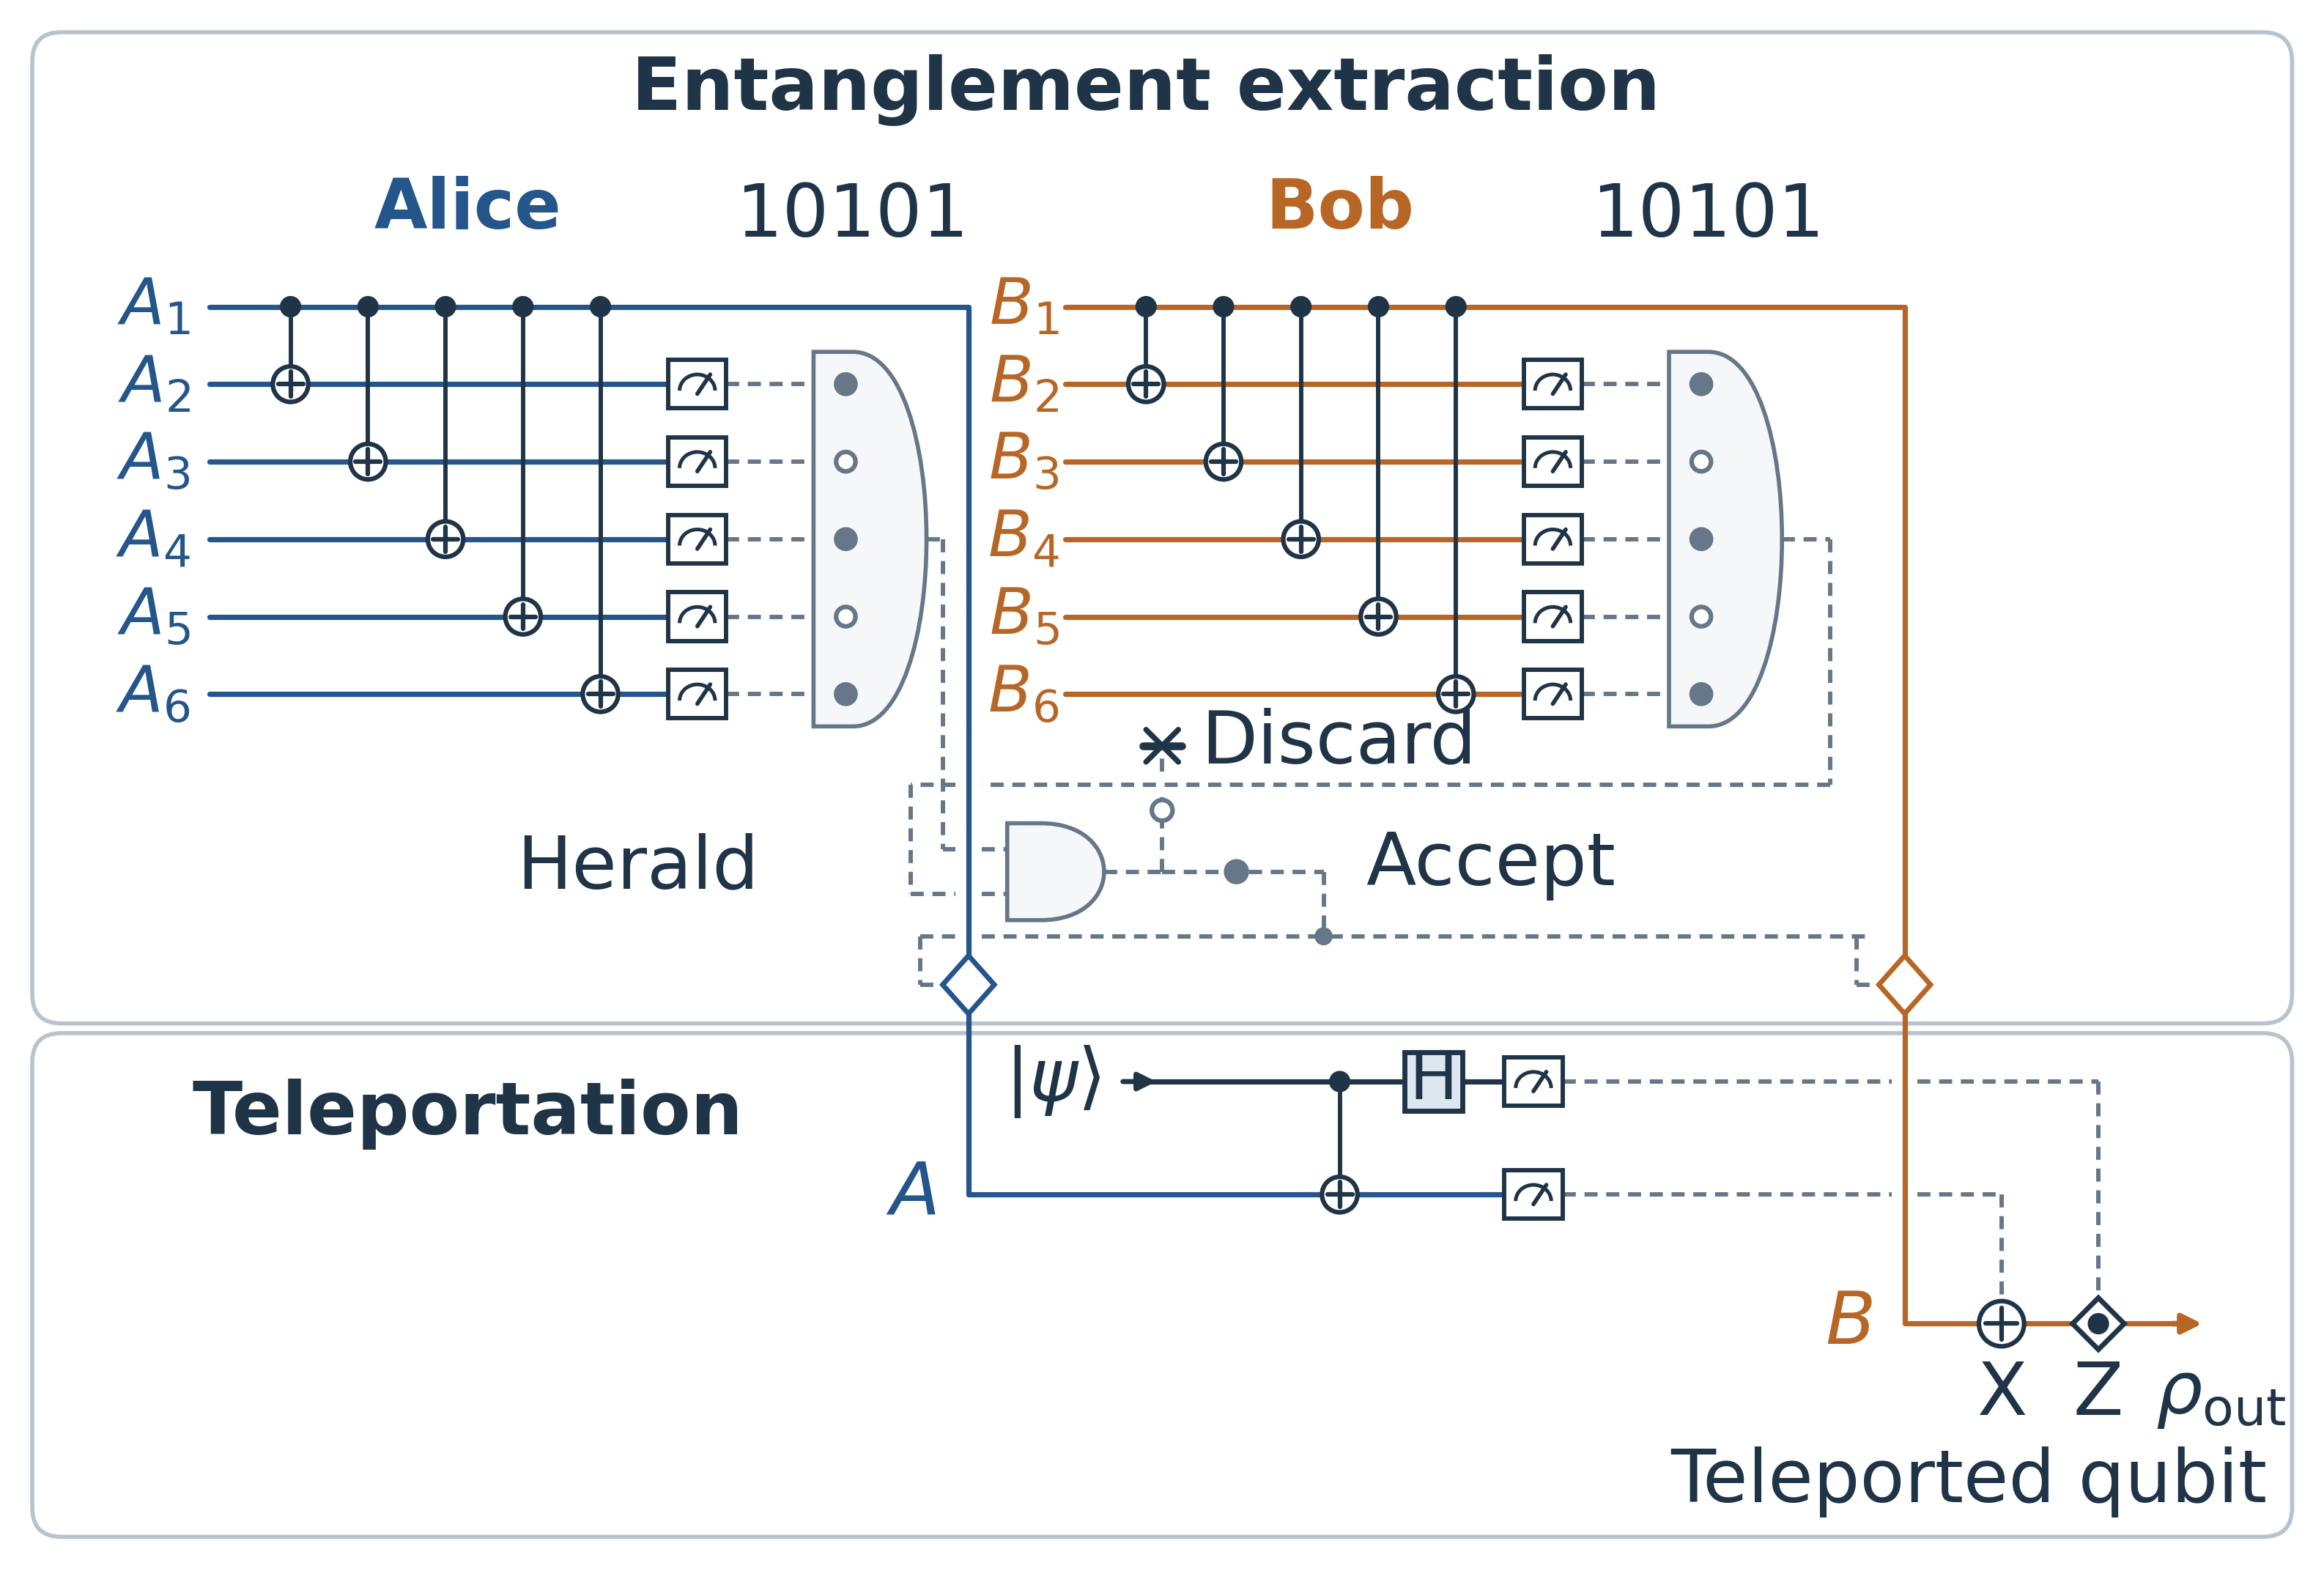 Entanglement extraction
Alice 10101 Bob 10101
A1 B1
A2 B2
A3 B3
A4 B4
A5 B5
A6 B6
Discard
Herald Accept
|ψ⟩ H
Teleportation
A
B
X Z ρout
Teleported qubit